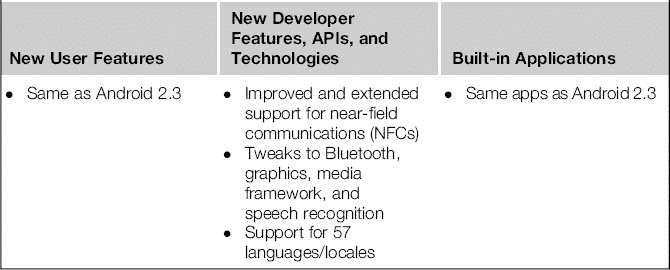 New User Features
New Developer
Features, APIs, and
Technologies
Built-in Applications
● Same as Android 2.3
● Improved and extended
support for near-field
communications (NFCs)
● Tweaks to Bluetooth,
graphics, media
framework, and
speech recognition
● Support for 57
languages/locales
● Same apps as Android 2.3